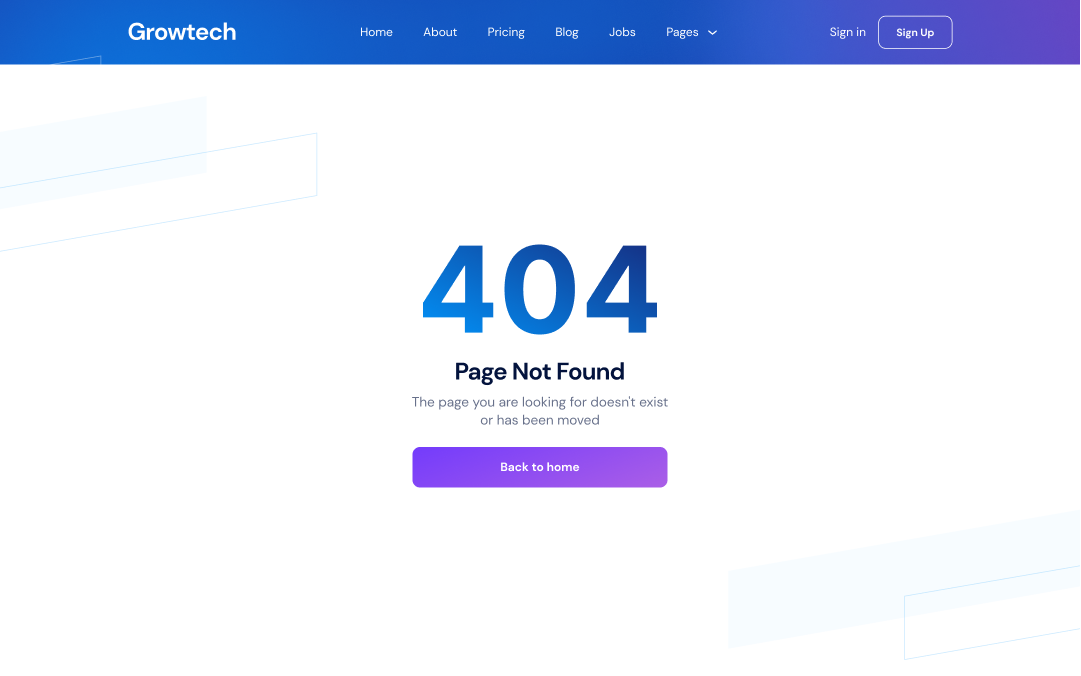 Growtech Home About Pricing Blog Jobs Pages Sign in Sign Up
404
Page Not Found
The page you are looking for doesn't exist
or has been moved
Back to home